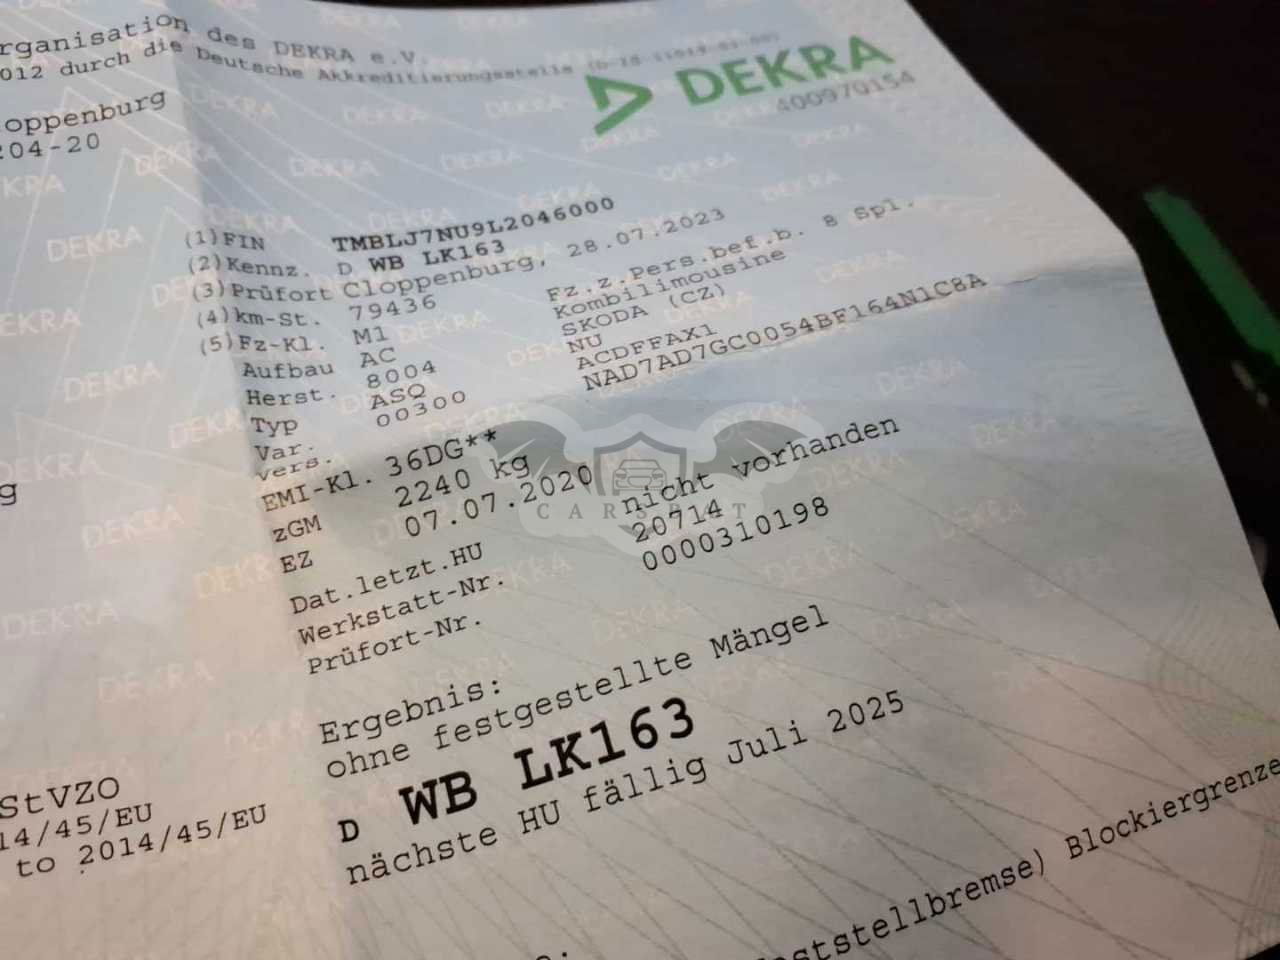 rganisation des DEKRA e.V.
012 durch die Deutsche Akkreditierungsstelle
DEKRA
400970154
oppenburg
204-20
(1)FIN TMBLJ7NU9L2046000
(2)Kennz. D WB LK163
(3)Prüfort Cloppenburg, 28.07.2023
(4)km-St. 79436
(5)Fz-Kl. M1 Fz.z.Pers.bef.b. 8 Spl.
Aufbau AC Kombilimousine
Herst. 8004 SKODA (CZ)
Typ ASQ NU
Var. 00300 ACDFFAX1
Vers. NAD7AD7GC0054BF164N1C8A
EMI-Kl. 36DG**
zGM 2240 kg
EZ 07.07.2020
Dat.letzt.HU nicht vorhanden
Werkstatt-Nr. 20714
Prüfort-Nr. 0000310198
CARSBAT
g
Ergebnis:
ohne festgestellte Mängel
D WB LK163
nächste HU fällig Juli 2025
StVZO
14/45/EU
to 2014/45/EU
eststellbremse) Blockiergrenze